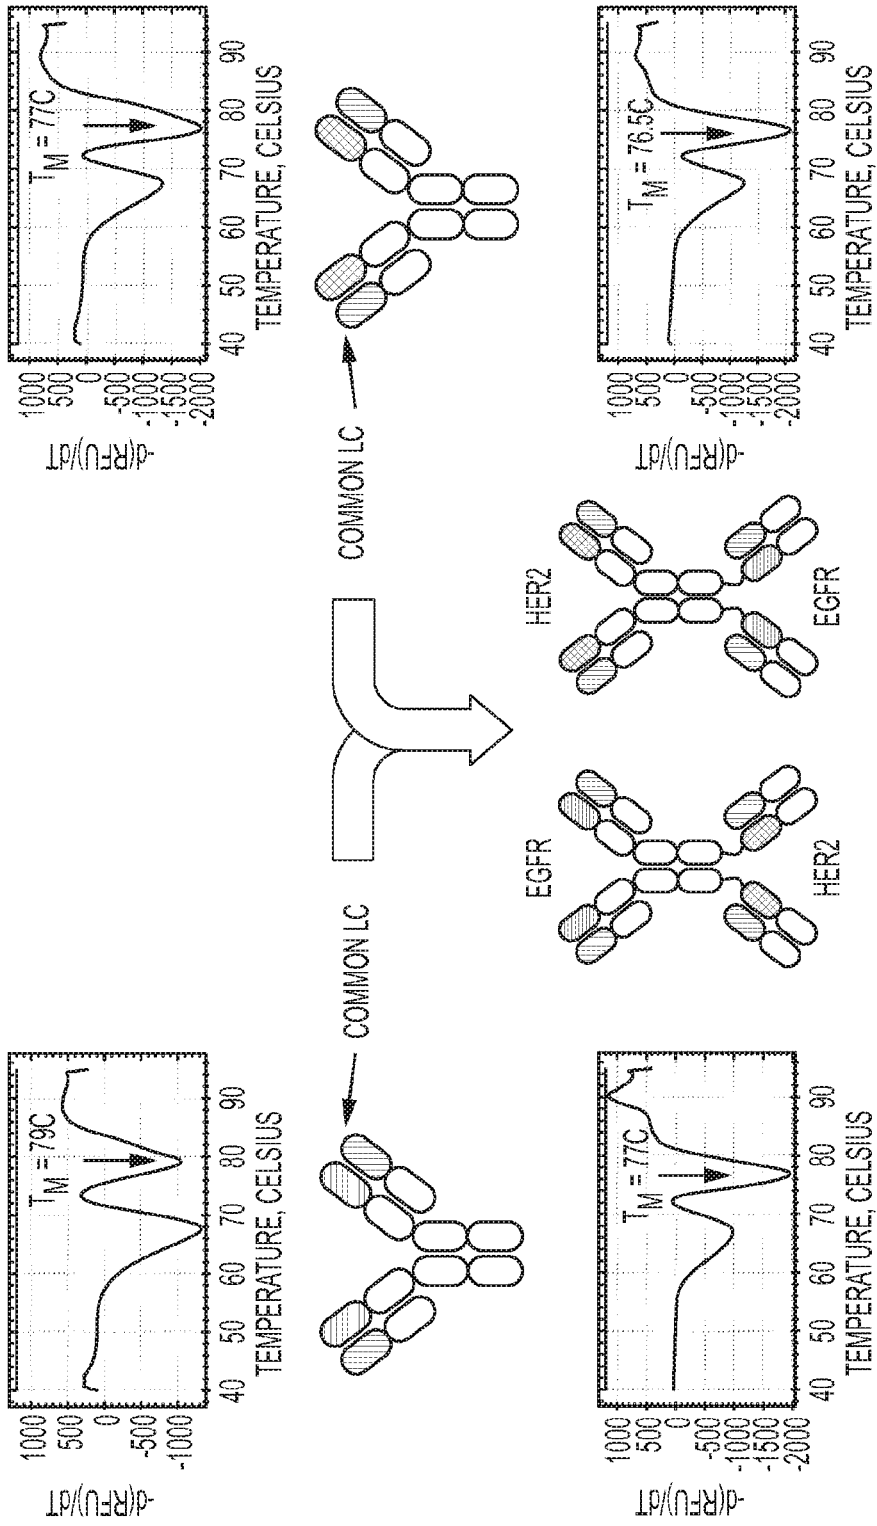 -d(RFU)/dT
1000
500
0
-500
-1000
T_M = 79C
40 50 60 70 80 90
TEMPERATURE, CELSIUS
-d(RFU)/dT
1000
500
0
-500
-1000
-1500
-2000
T_M = 77C
40 50 60 70 80 90
TEMPERATURE, CELSIUS
COMMON LC
COMMON LC
EGFR
HER2
HER2
EGFR
-d(RFU)/dT
1000
500
0
-500
-1000
-1500
-2000
T_M = 77C
40 50 60 70 80 90
TEMPERATURE, CELSIUS
-d(RFU)/dT
1000
500
0
-500
-1000
-1500
-2000
T_M = 76.5C
40 50 60 70 80 90
TEMPERATURE, CELSIUS